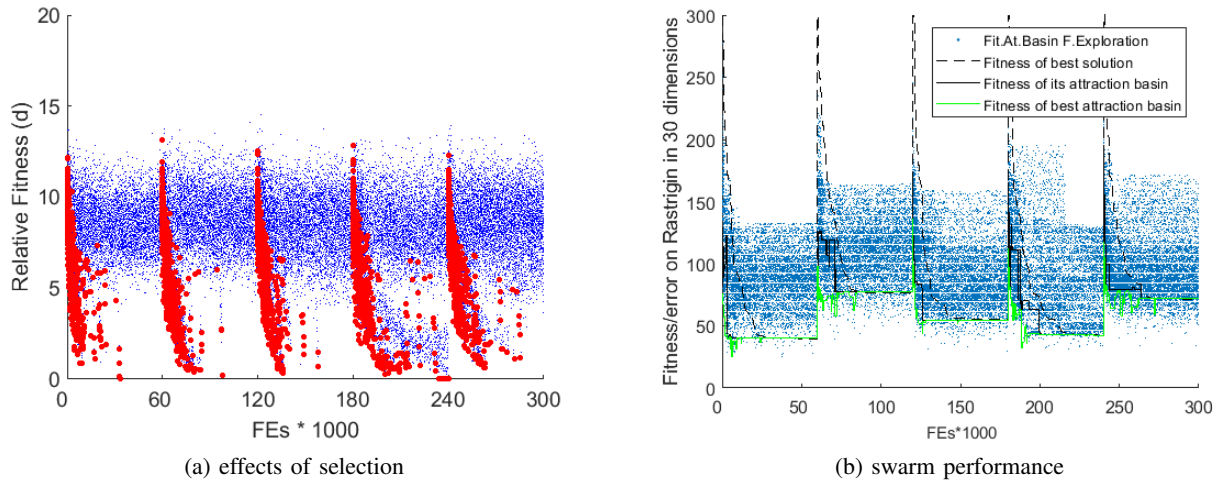 20
15
10
5
0
Relative Fitness (d)
0 60 120 180 240 300
FEs * 1000
(a) effects of selection
300
250
200
150
100
50
0
Fitness/error on Rastrigin in 30 dimensions
Fit.At.Basin F.Exploration
Fitness of best solution
Fitness of its attraction basin
Fitness of best attraction basin
0 50 100 150 200 250 300
FEs*1000
(b) swarm performance